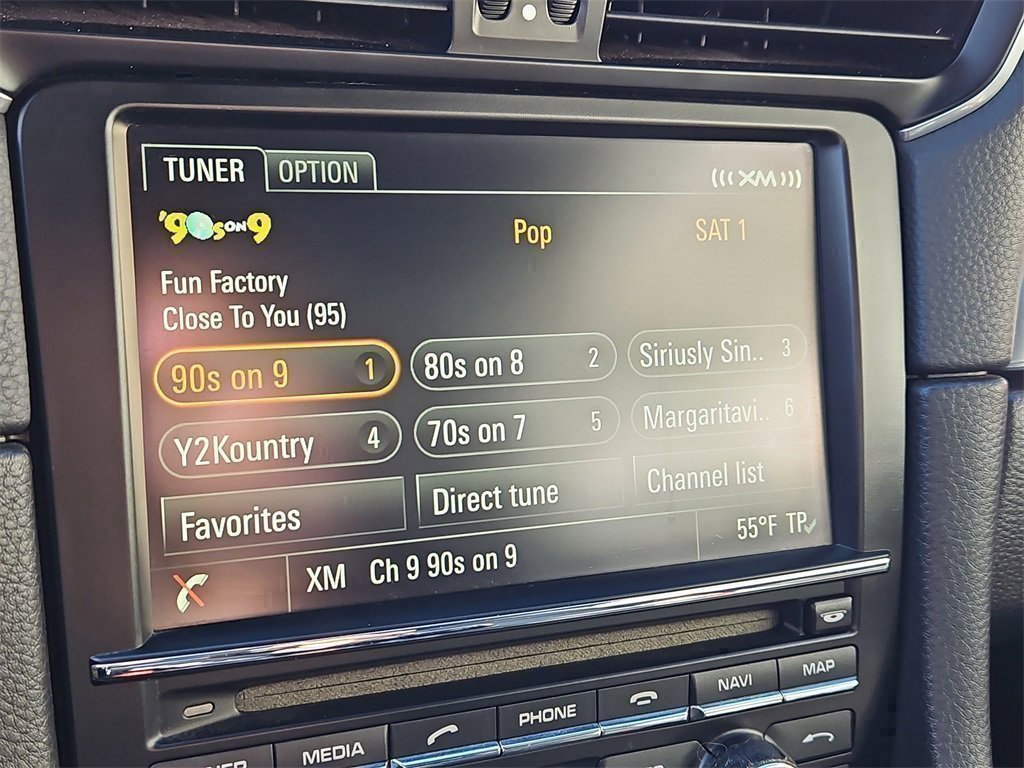 TUNER OPTION XM
'90s ON 9 Pop SAT 1
Fun Factory
Close To You (95)
90s on 9 1 80s on 8 2 Siriusly Sin.. 3
Y2Kountry 4 70s on 7 5 Margaritavi.. 6
Favorites Direct tune Channel list
XM Ch 9 90s on 9 55°F TP
MEDIA PHONE NAVI MAP